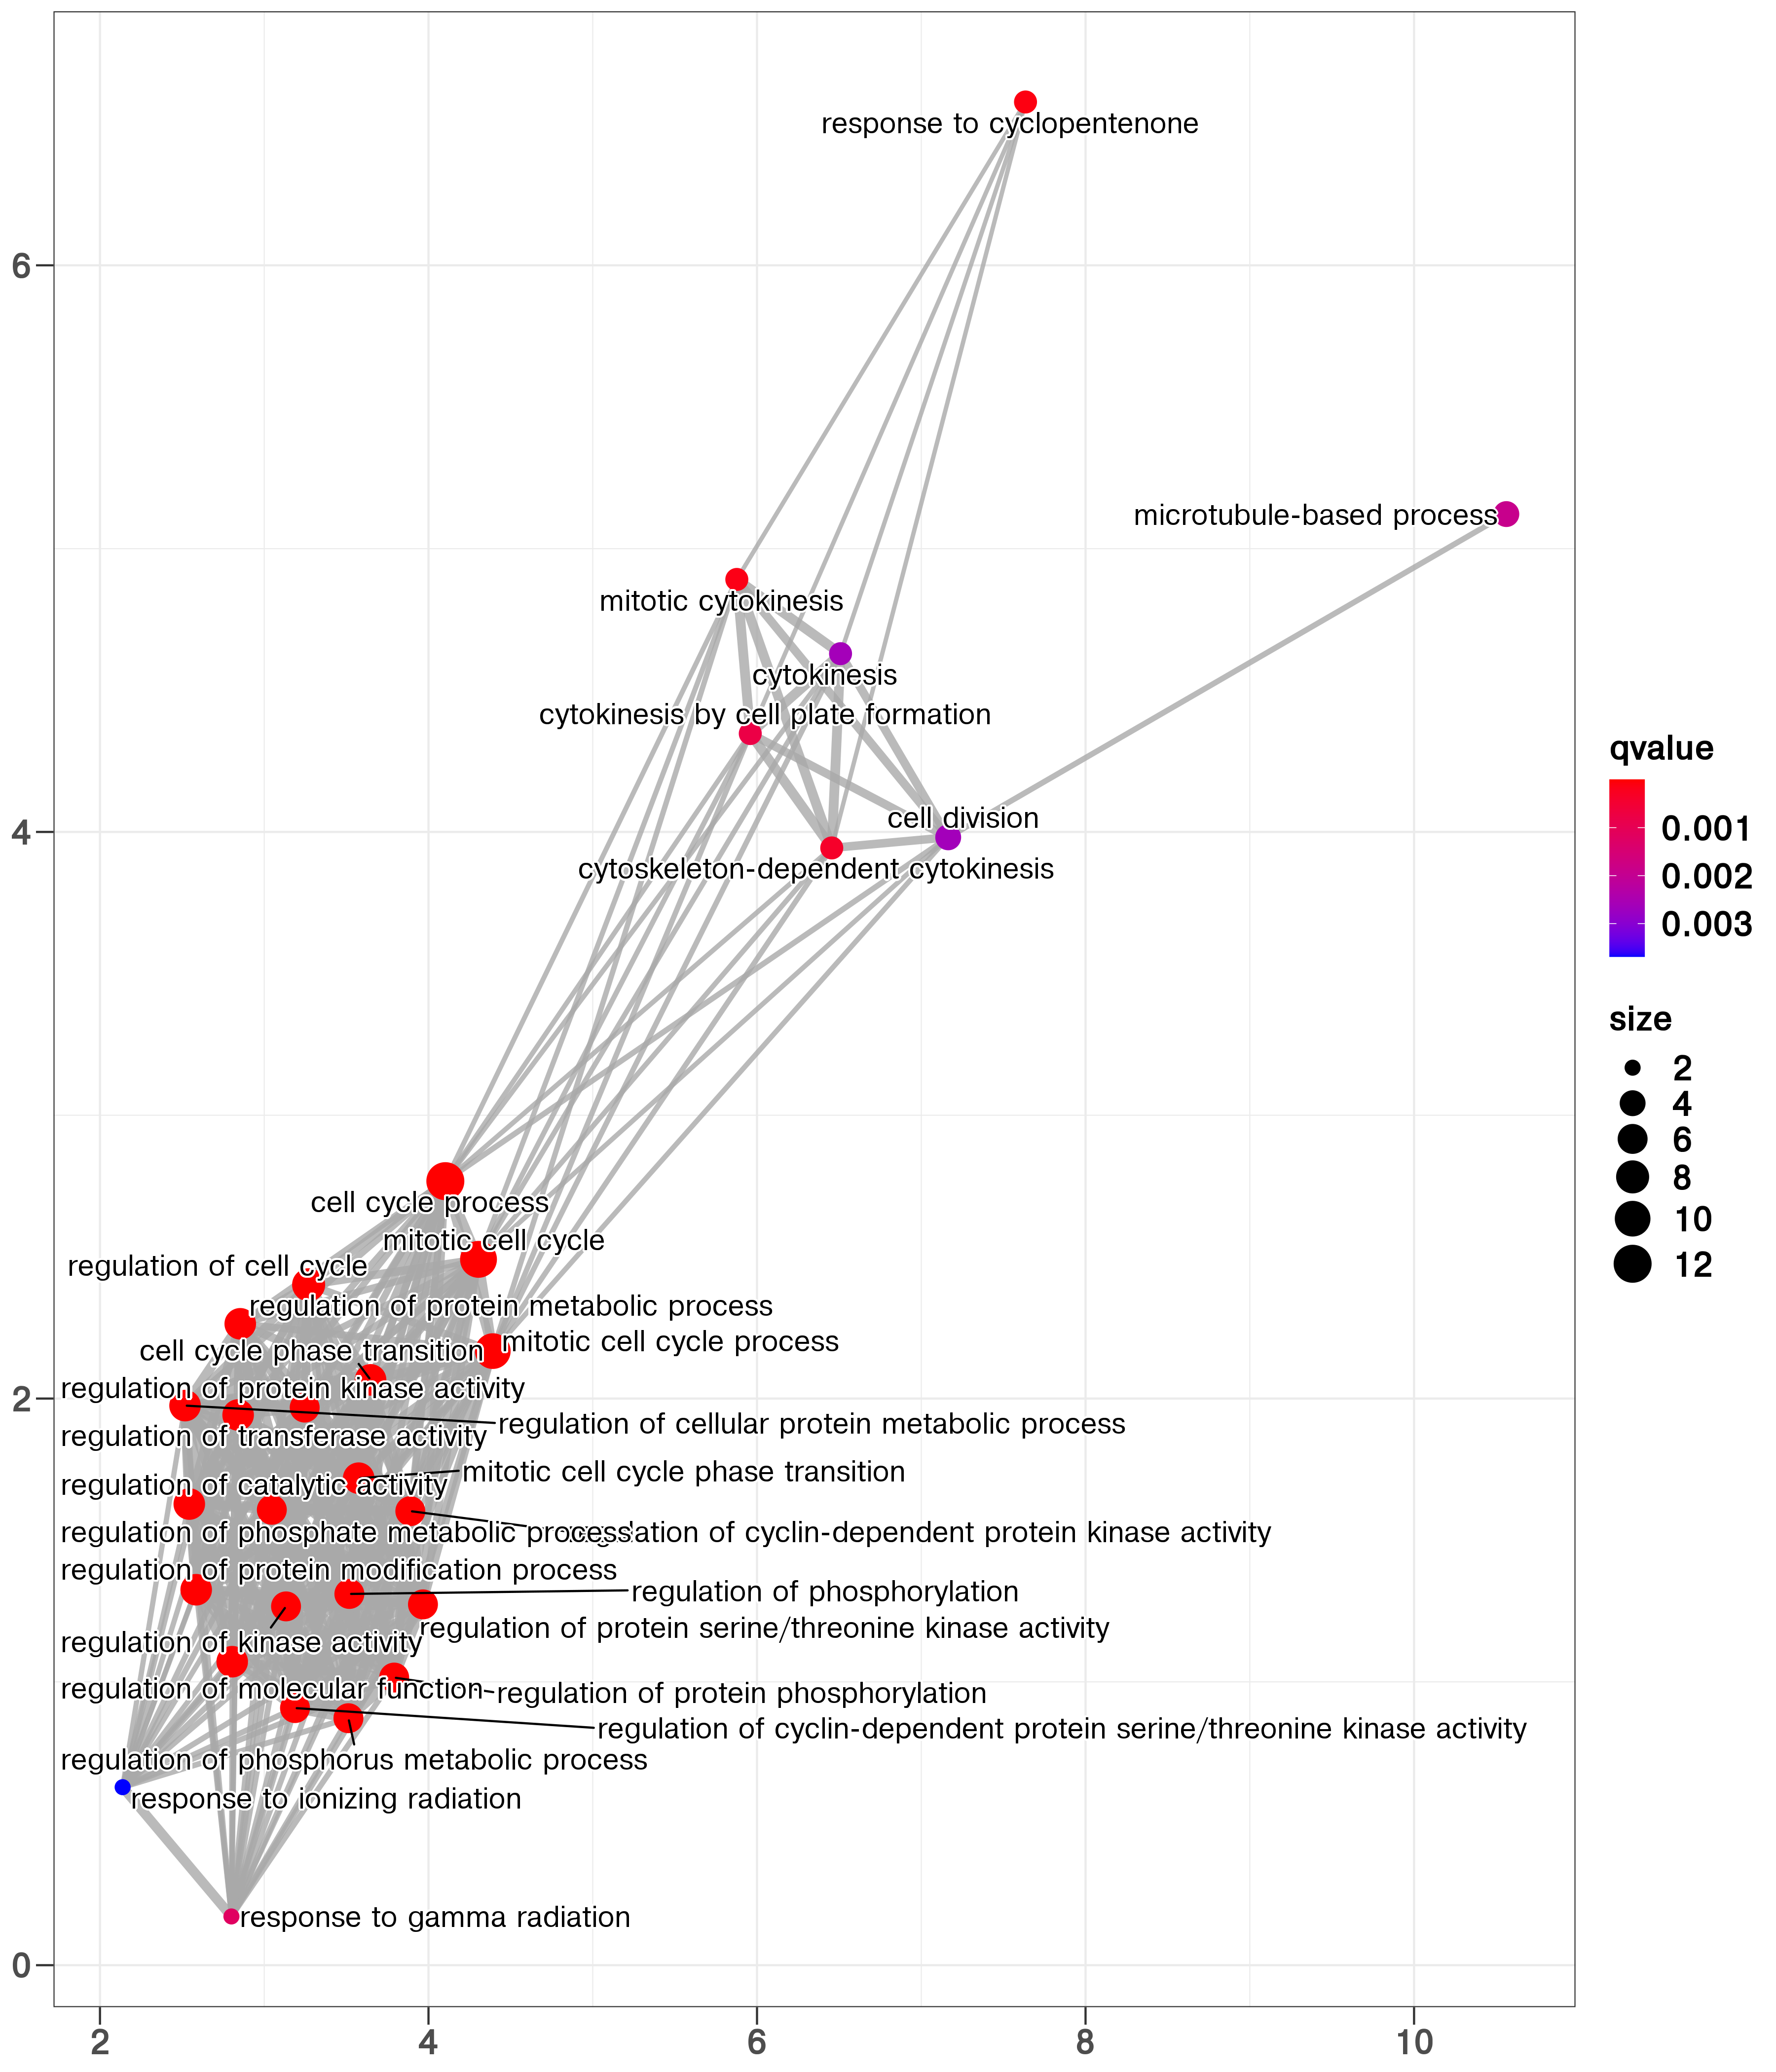 response to cyclopentenone
6
microtubule-based process
mitotic cytokinesis
cytokinesis
cytokinesis by cell plate formation
cell division
4
cytoskeleton-dependent cytokinesis
qvalue
0.001
0.002
0.003
size
2
4
6
8
10
12
cell cycle process
mitotic cell cycle
regulation of cell cycle
regulation of protein metabolic process
mitotic cell cycle process
cell cycle phase transition
regulation of protein kinase activity
2
regulation of cellular protein metabolic process
regulation of transferase activity
mitotic cell cycle phase transition
regulation of catalytic activity
regulation of phosphate metabolic process
regulation of cyclin-dependent protein kinase activity
regulation of protein modification process
regulation of phosphorylation
regulation of protein serine/threonine kinase activity
regulation of kinase activity
regulation of molecular function
regulation of protein phosphorylation
regulation of cyclin-dependent protein serine/threonine kinase activity
regulation of phosphorus metabolic process
response to ionizing radiation
response to gamma radiation
0
2
4
6
8
10